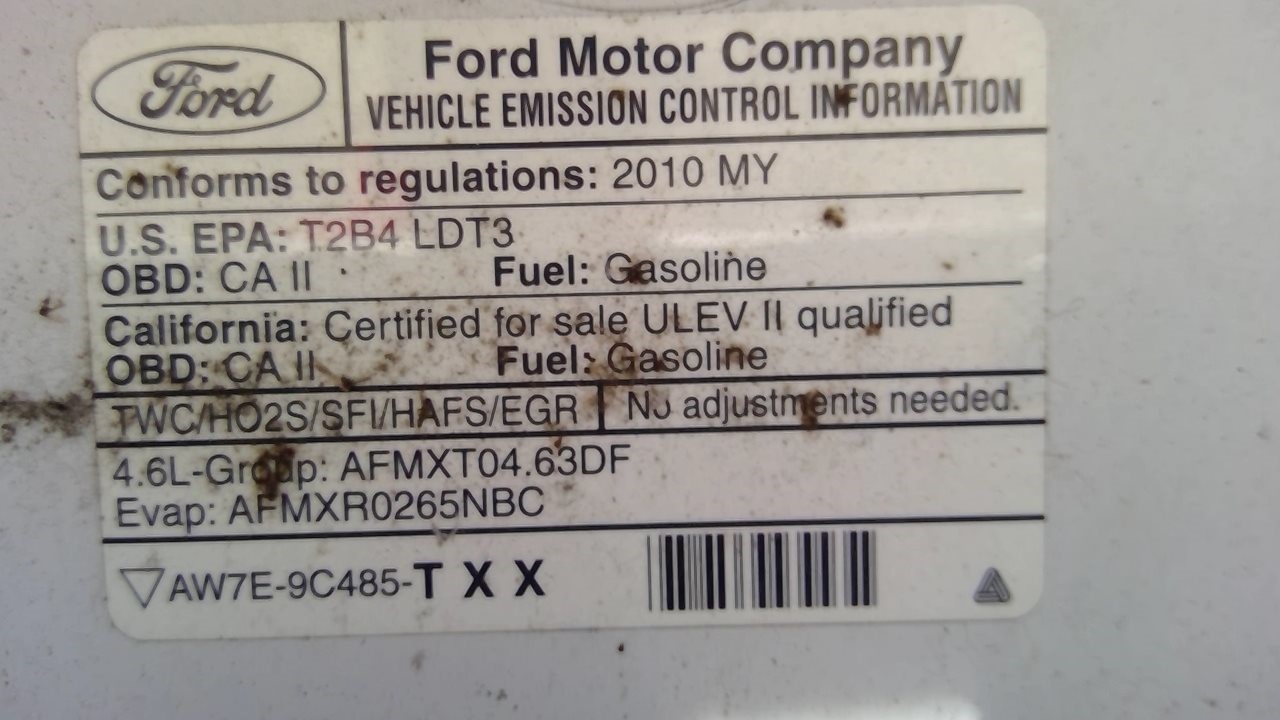 Ford
Ford Motor Company
VEHICLE EMISSION CONTROL INFORMATION
Conforms to regulations: 2010 MY
U.S. EPA: T2B4 LDT3
OBD: CA II Fuel: Gasoline
California: Certified for sale ULEV II qualified
OBD: CA II Fuel: Gasoline
TWC/HO2S/SFI/HAFS/EGR No adjustments needed.
4.6L-Group: AFMXT04.63DF
Evap: AFMXR0265NBC
AW7E-9C485-T X X